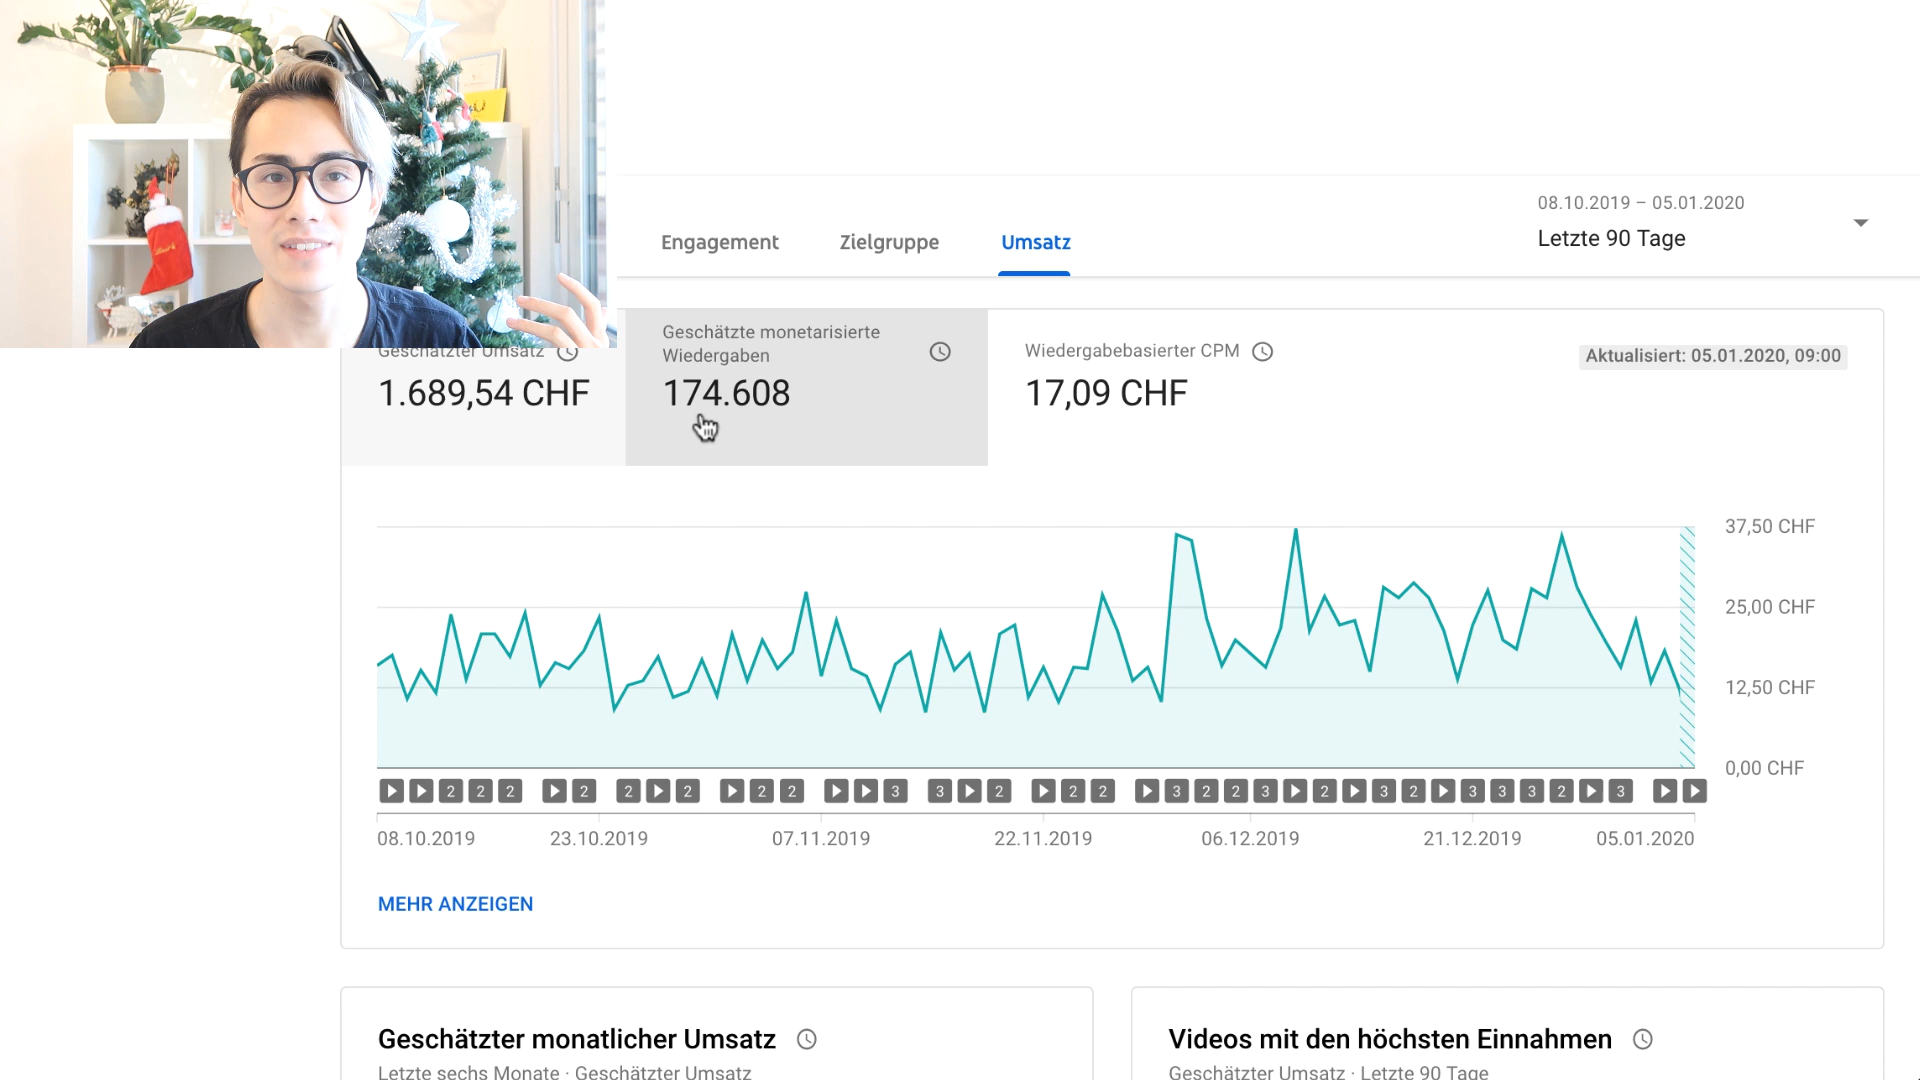 Engagement
Zielgruppe
Umsatz
08.10.2019 – 05.01.2020
Letzte 90 Tage
Geschätzter Umsatz
1.689,54 CHF
Geschätzte monetarisierte
Wiedergaben
174.608
Wiedergabebasierter CPM
17,09 CHF
Aktualisiert: 05.01.2020, 09:00
37,50 CHF
25,00 CHF
12,50 CHF
0,00 CHF
2 2 2 2 2 2 2 2 3 3 2 2 2 3 2 2 3 2 3 2 3 3 3 2 3
08.10.2019
23.10.2019
07.11.2019
22.11.2019
06.12.2019
21.12.2019
05.01.2020
MEHR ANZEIGEN
Geschätzter monatlicher Umsatz
Letzte sechs Monate · Geschätzter Umsatz
Videos mit den höchsten Einnahmen
Geschätzter Umsatz · Letzte 90 Tage